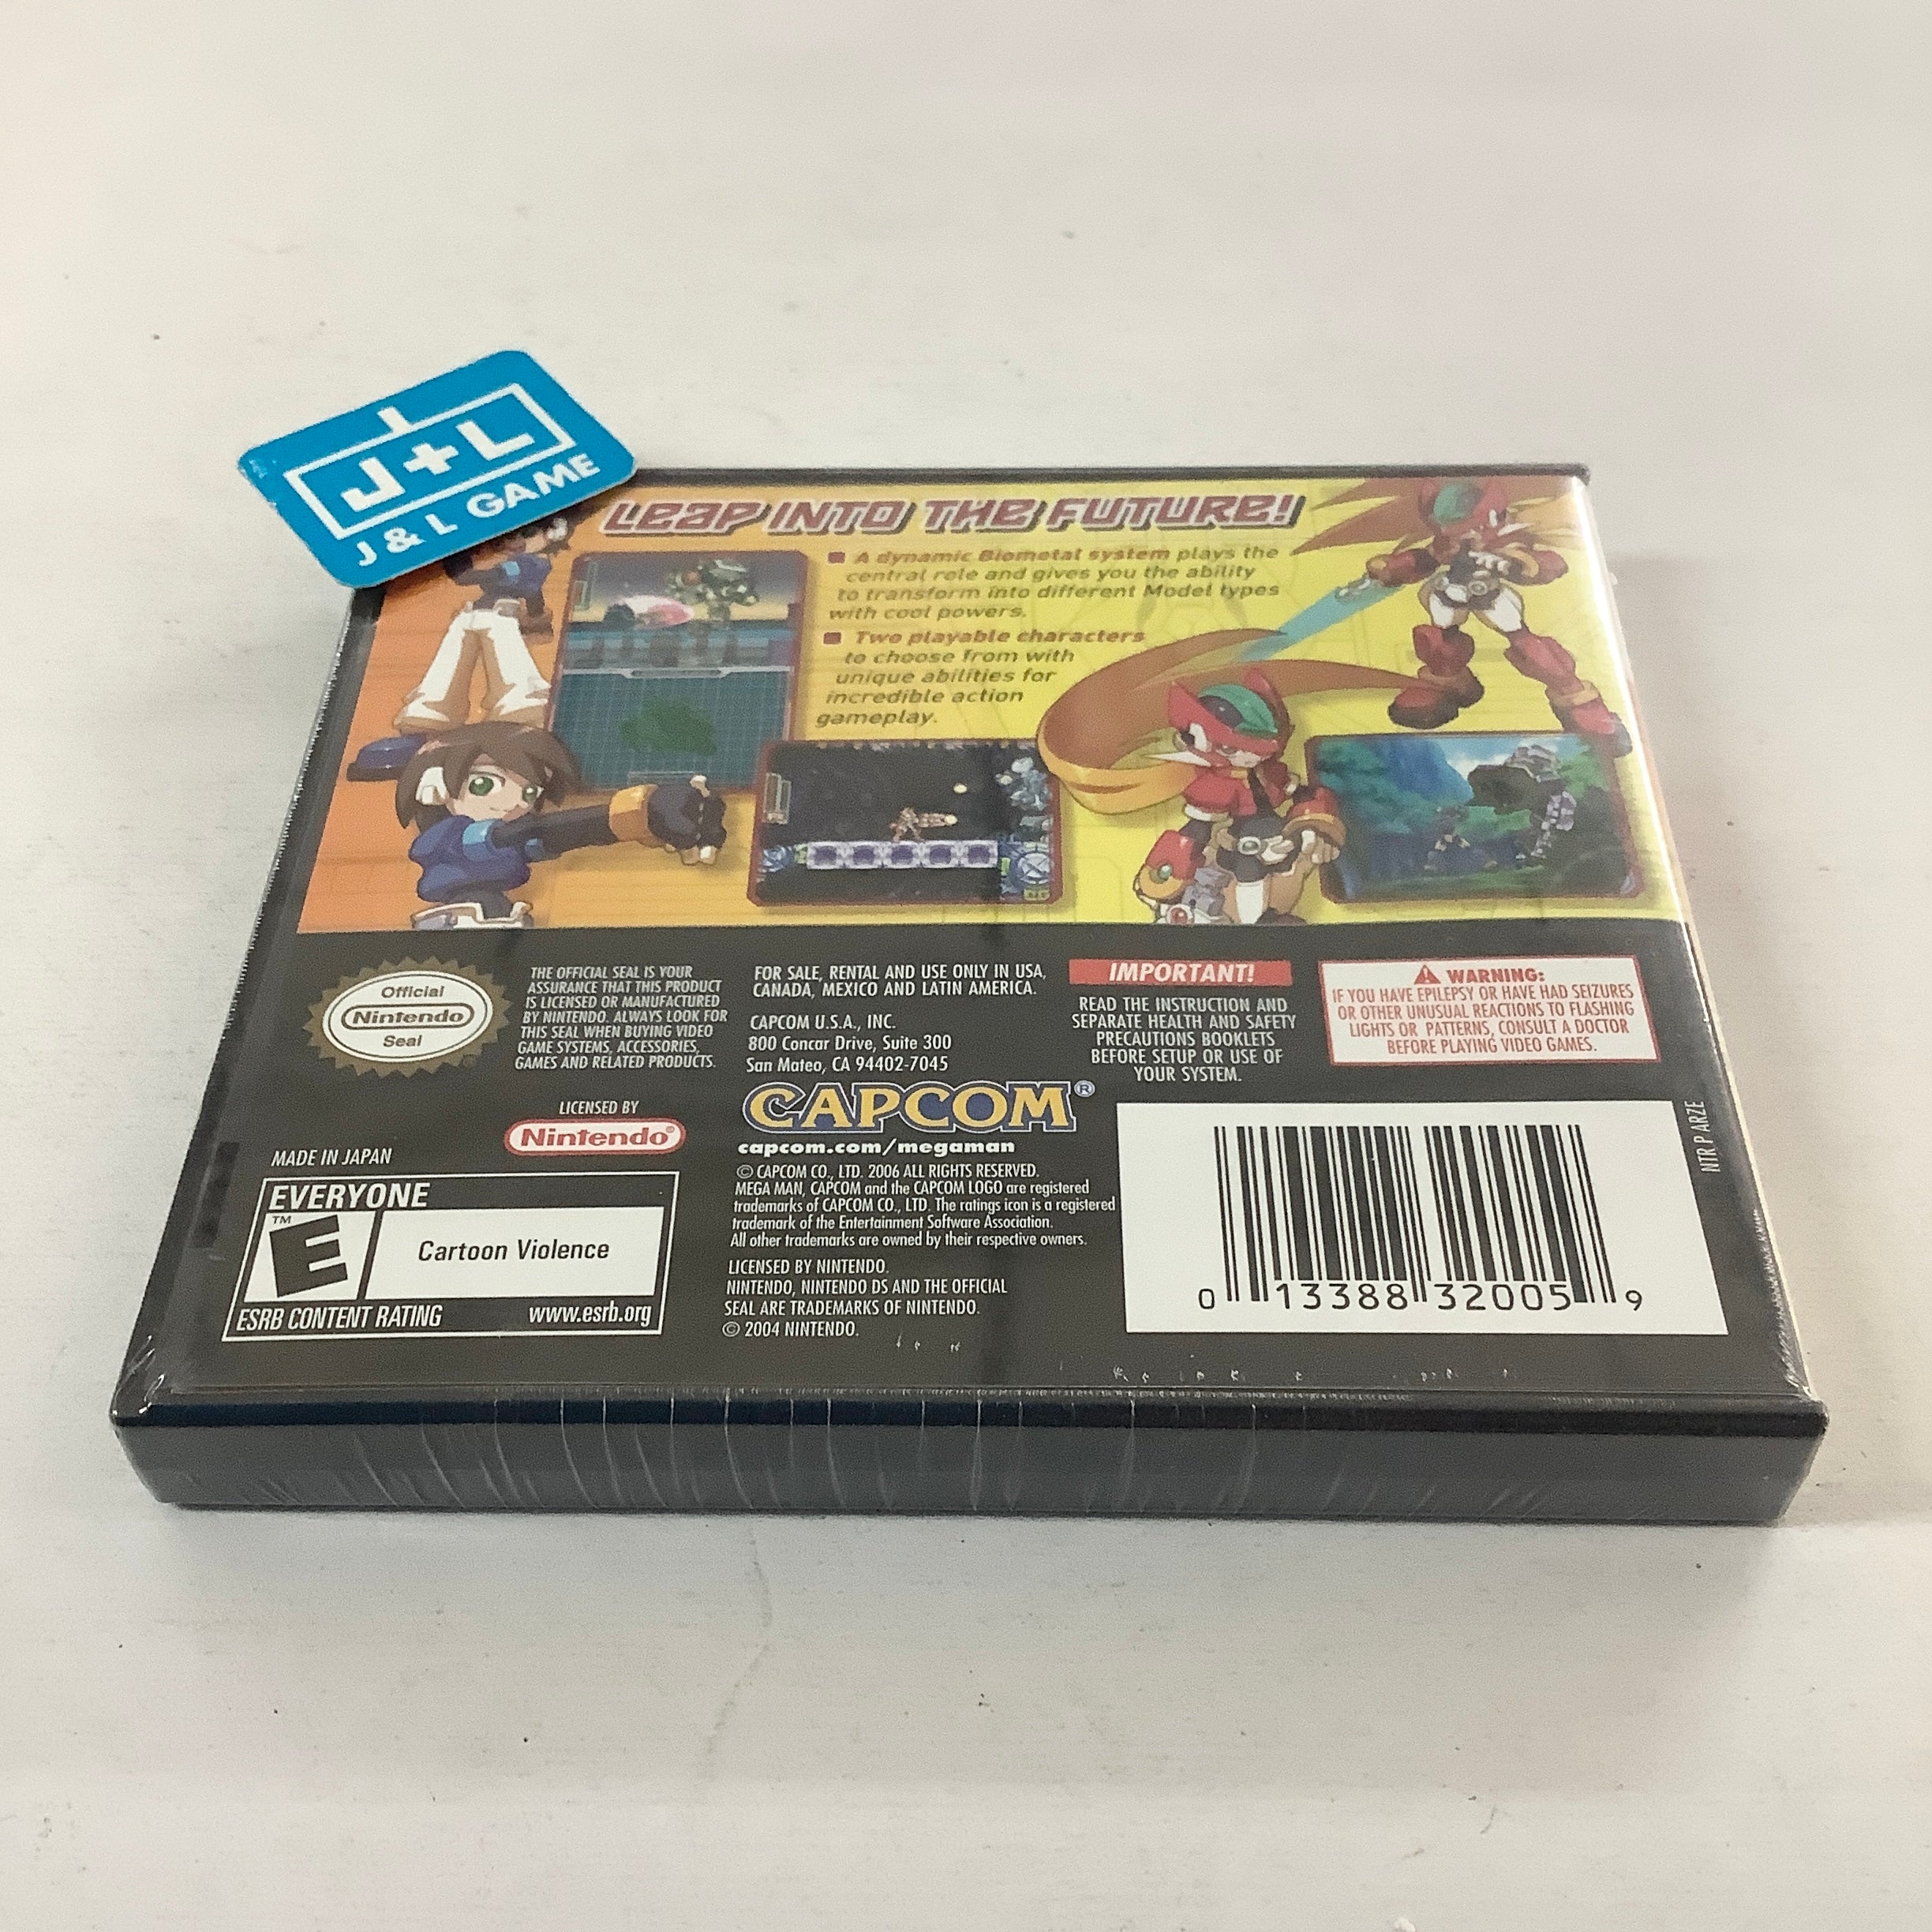 J+L
J & L GAME
LEAP INTO THE FUTURE!
A dynamic Biometal system plays the
central role and gives you the ability
to transform into different Model types
with cool powers.
Two playable characters
to choose from with
unique abilities for
incredible action
gameplay.
Official
Nintendo
Seal
THE OFFICIAL SEAL IS YOUR
ASSURANCE THAT THIS PRODUCT
IS LICENSED OR MANUFACTURED
BY NINTENDO. ALWAYS LOOK FOR
THIS SEAL WHEN BUYING VIDEO
GAME SYSTEMS, ACCESSORIES,
GAMES AND RELATED PRODUCTS.
LICENSED BY
Nintendo®
MADE IN JAPAN
EVERYONE
™
E
Cartoon Violence
ESRB CONTENT RATING www.esrb.org
FOR SALE, RENTAL AND USE ONLY IN USA,
CANADA, MEXICO AND LATIN AMERICA.
CAPCOM U.S.A., INC.
800 Concar Drive, Suite 300
San Mateo, CA 94402-7045
CAPCOM®
capcom.com/megaman
© CAPCOM CO., LTD. 2006 ALL RIGHTS RESERVED.
MEGA MAN, CAPCOM and the CAPCOM LOGO are registered
trademarks of CAPCOM CO., LTD. The ratings icon is a registered
trademark of the Entertainment Software Association.
All other trademarks are owned by their respective owners.
LICENSED BY NINTENDO.
NINTENDO, NINTENDO DS AND THE OFFICIAL
SEAL ARE TRADEMARKS OF NINTENDO.
© 2004 NINTENDO.
IMPORTANT!
READ THE INSTRUCTION AND
SEPARATE HEALTH AND SAFETY
PRECAUTIONS BOOKLETS
BEFORE SETUP OR USE OF
YOUR SYSTEM.
WARNING:
IF YOU HAVE EPILEPSY OR HAVE HAD SEIZURES
OR OTHER UNUSUAL REACTIONS TO FLASHING
LIGHTS OR PATTERNS, CONSULT A DOCTOR
BEFORE PLAYING VIDEO GAMES.
NTR P ARZE
0 13388 32005 9